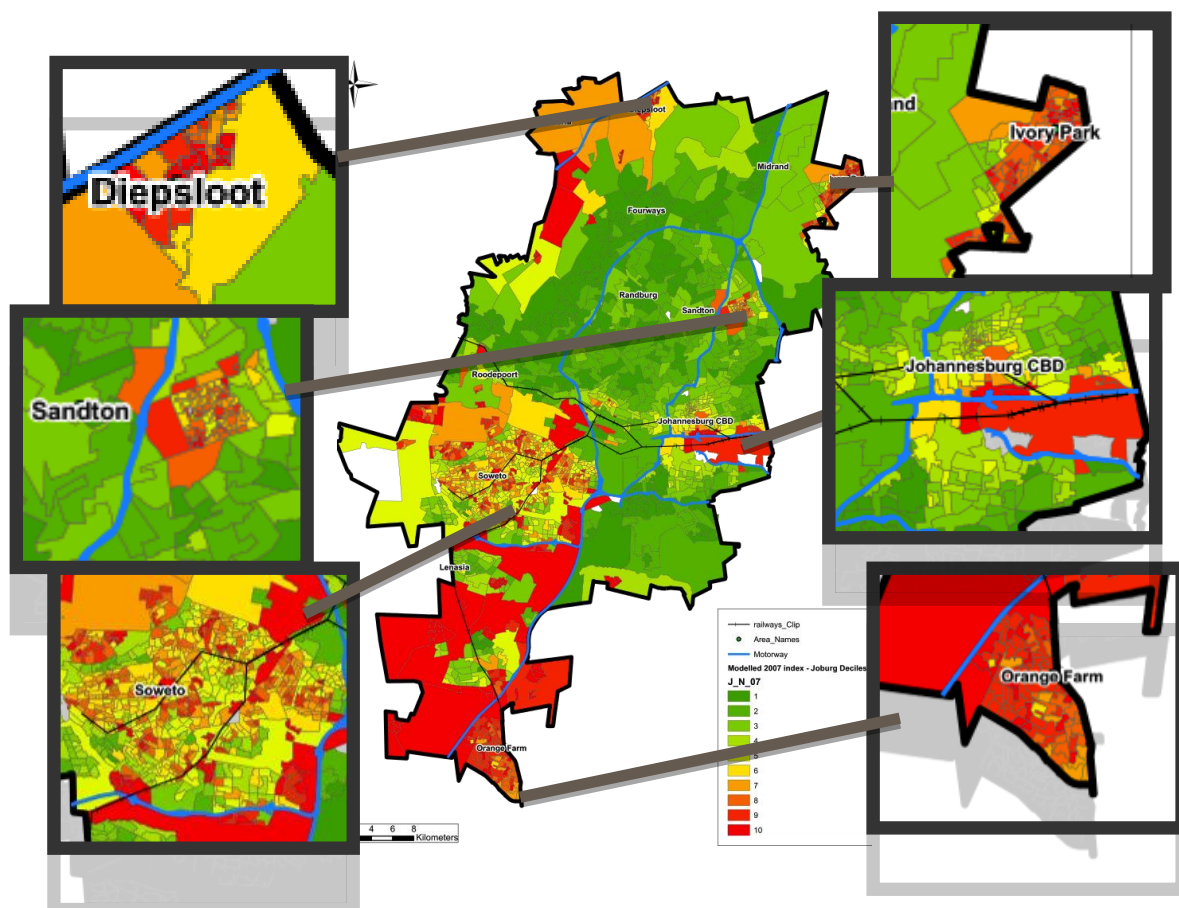 Diepsloot
psloot
Midrand
Fourways
Randburg
Sandton
Roodepoort
Johannesburg CBD
Soweto
Lenasia
Orange Farm
nd
Ivory Park
Sandton
Johannesburg CBD
Soweto
Orange Farm
railways_Clip
Area_Names
Motorway
Modelled 2007 index - Joburg Deciles
J_N_07
1
2
3
4
5
6
7
8
9
10
4 6 8
Kilometers